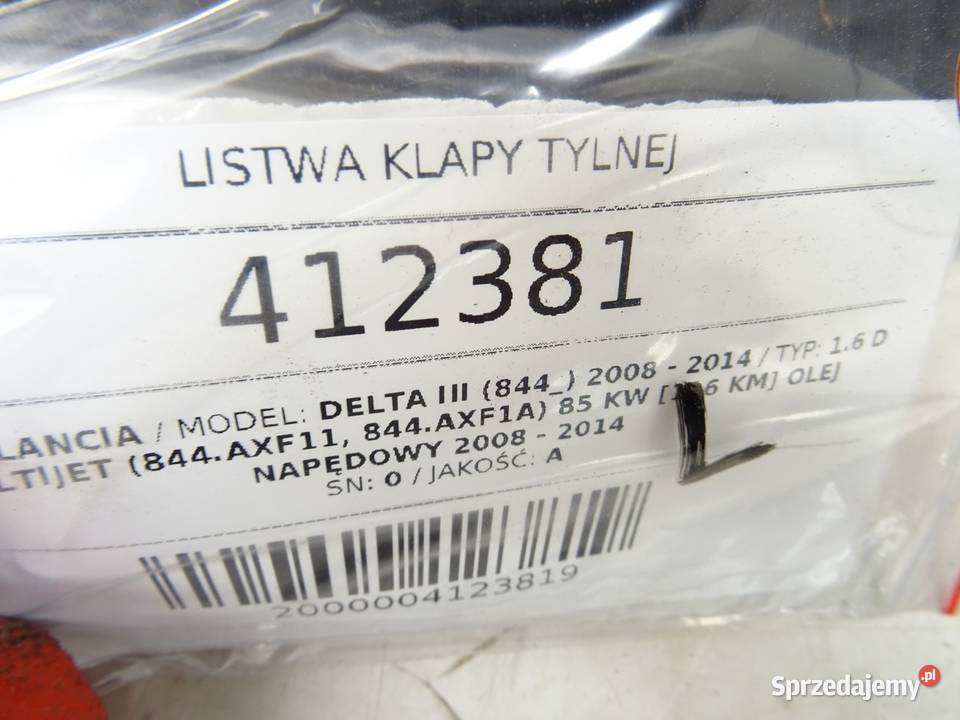 LISTWA KLAPY TYLNEJ
412381
LANCIA / MODEL: DELTA III (844_) 2008 - 2014 / TYP: 1.6 D
LTIJET (844.AXF11, 844.AXF1A) 85 KW [ 6 KM] OLEJ
NAPĘDOWY 2008 - 2014
SN: 0 / JAKOŚĆ: A
L
2000004123819
Sprzedajemy.pl